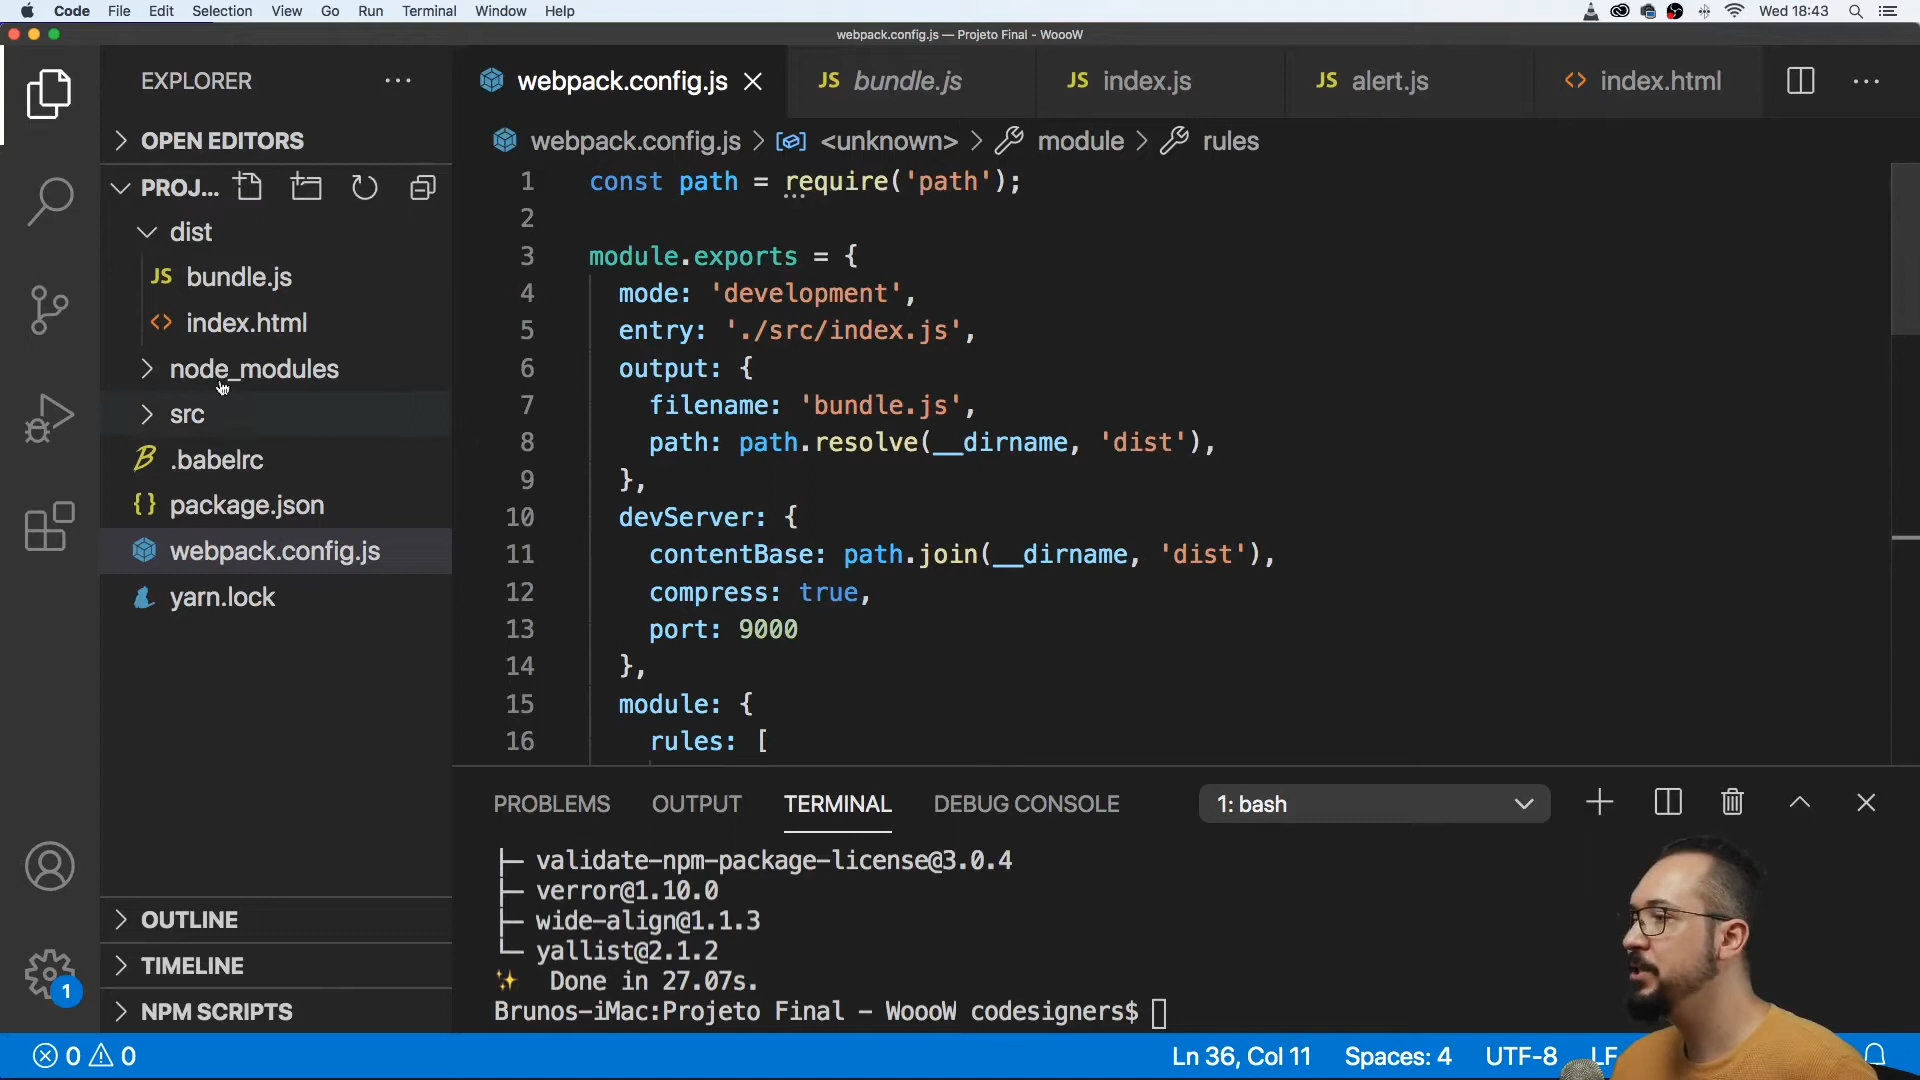 Code File Edit Selection View Go Run Terminal Window Help Wed 18:43
webpack.config.js — Projeto Final - WoooW
EXPLORER
OPEN EDITORS
PROJ...
dist
JS bundle.js
<> index.html
node_modules
src
.babelrc
{} package.json
webpack.config.js
yarn.lock
OUTLINE
TIMELINE
NPM SCRIPTS
1
webpack.config.js JS bundle.js JS index.js JS alert.js <> index.html
webpack.config.js > <unknown> > module > rules
1 const path = require('path');
2
3 module.exports = {
4 mode: 'development',
5 entry: './src/index.js',
6 output: {
7 filename: 'bundle.js',
8 path: path.resolve(__dirname, 'dist'),
9 },
10 devServer: {
11 contentBase: path.join(__dirname, 'dist'),
12 compress: true,
13 port: 9000
14 },
15 module: {
16 rules: [
PROBLEMS OUTPUT TERMINAL DEBUG CONSOLE 1: bash
├─ validate-npm-package-license@3.0.4
├─ verror@1.10.0
├─ wide-align@1.1.3
└─ yallist@2.1.2
✨ Done in 27.07s.
Brunos-iMac:Projeto Final - WoooW codesigners$
0 0 Ln 36, Col 11 Spaces: 4 UTF-8 LF